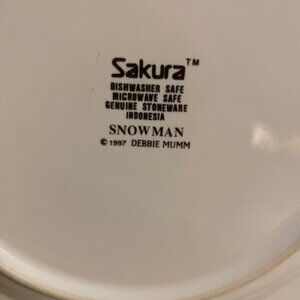 Sakura™
DISHWASHER SAFE
MICROWAVE SAFE
GENUINE STONEWARE
INDONESIA
SNOWMAN
© 1997 DEBBIE MUMM